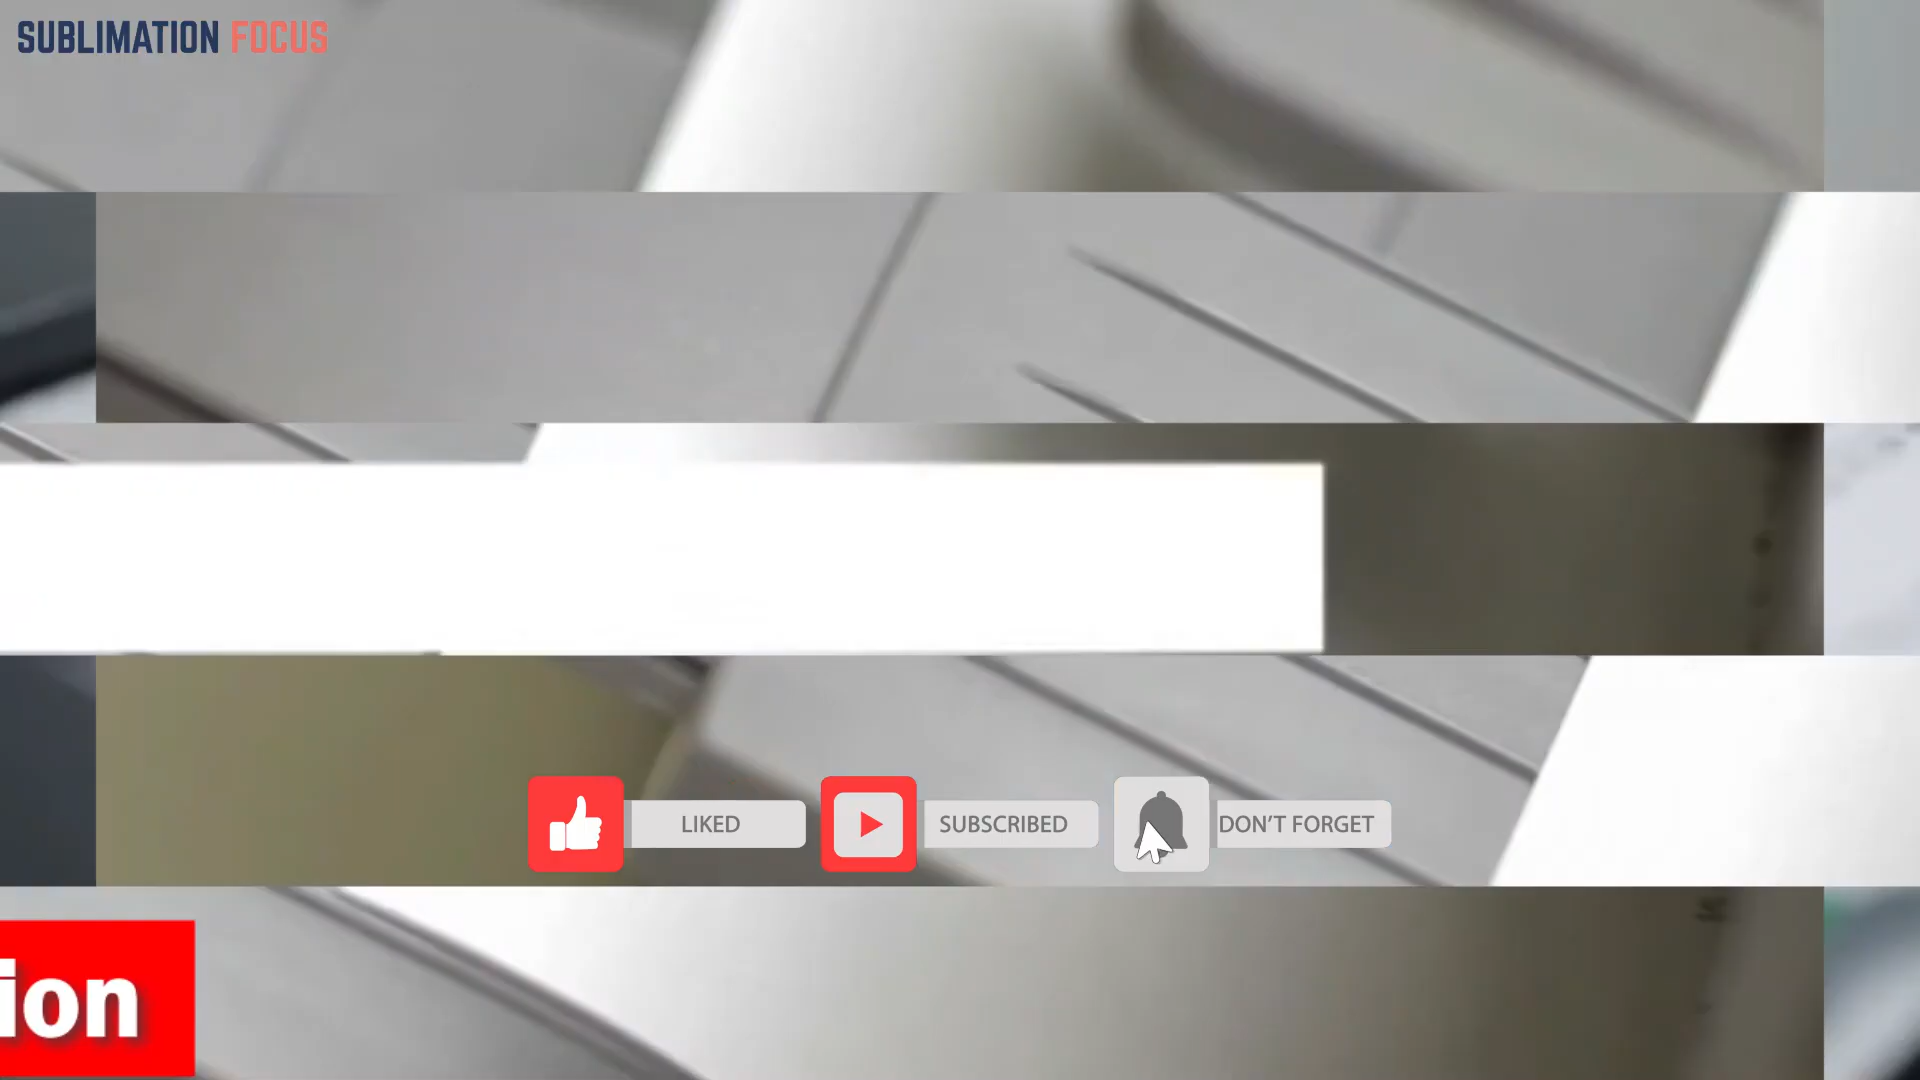 SUBLIMATION FOCUS
LIKED
SUBSCRIBED
DON'T FORGET
ion